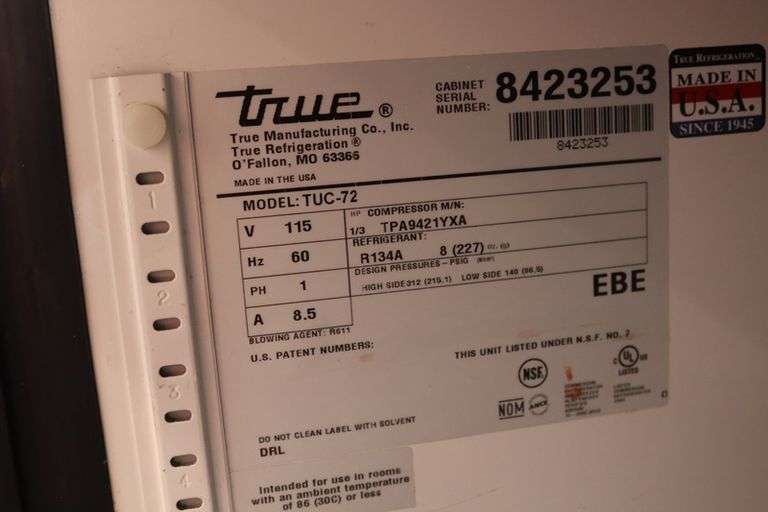 true®
True Manufacturing Co., Inc.
True Refrigeration®
O'Fallon, MO 63366
MADE IN THE USA
CABINET
SERIAL
NUMBER:
8423253
8423253
TRUE REFRIGERATION
MADE IN
U.S.A.
SINCE 1945
MODEL: TUC-72
V 115
Hz 60
PH 1
A 8.5
HP COMPRESSOR M/N:
1/3 TPA9421YXA
REFRIGERANT:
R134A 8 (227) oz. (g)
DESIGN PRESSURES - PSIG
HIGH SIDE 312 (215.1) LOW SIDE 140 (96.5)
EBE
BLOWING AGENT: R611
U.S. PATENT NUMBERS:
THIS UNIT LISTED UNDER N.S.F. NO. 2
NSF
C UL US
LISTED
NOM
ANCE
DO NOT CLEAN LABEL WITH SOLVENT
DRL
Intended for use in rooms
with an ambient temperature
of 86 (30C) or less
1
2
3
4